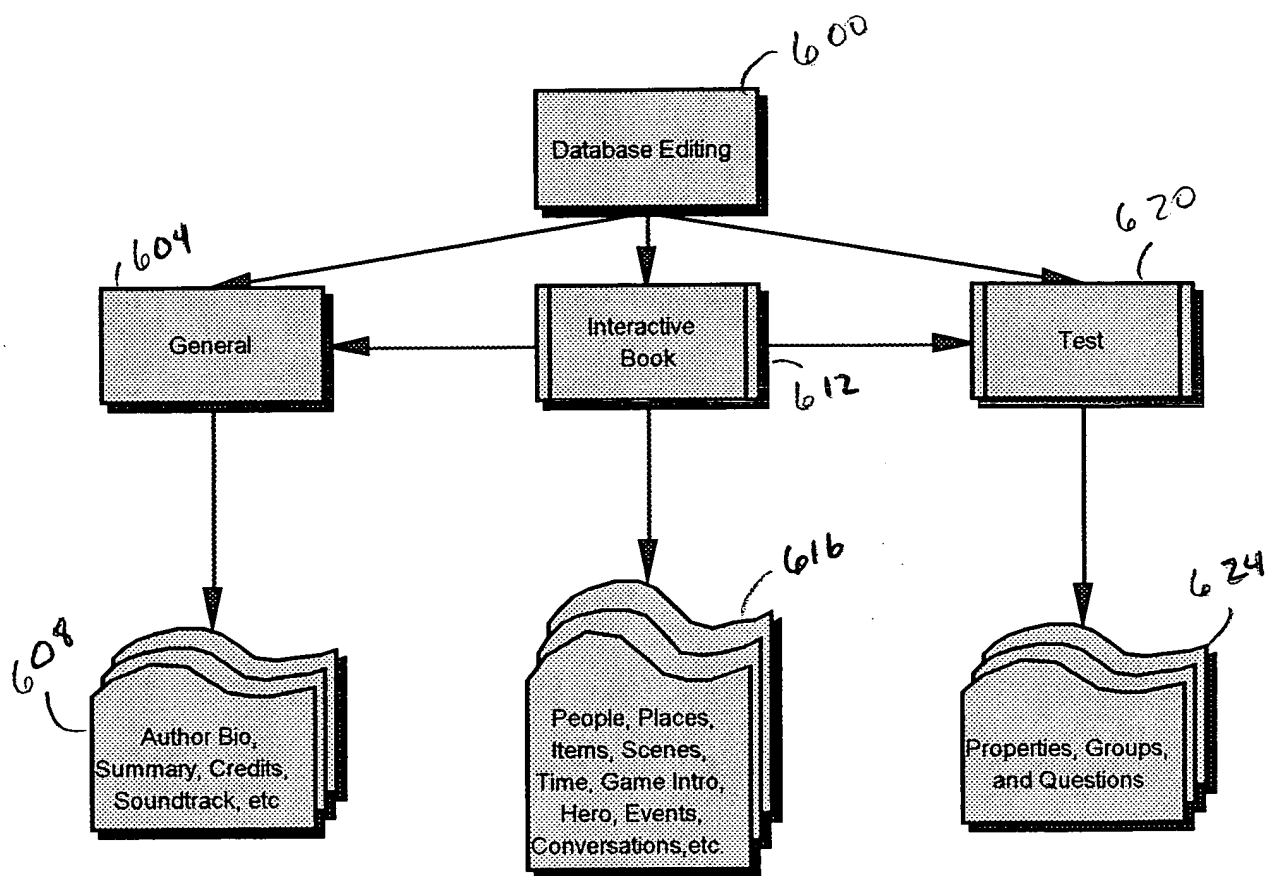 600
Database Editing
604
620
General
Interactive
Book
Test
612
616
624
608
Author Bio,
Summary, Credits,
Soundtrack, etc
People, Places,
Items, Scenes,
Time, Game Intro,
Hero, Events,
Conversations,etc
Properties, Groups,
and Questions